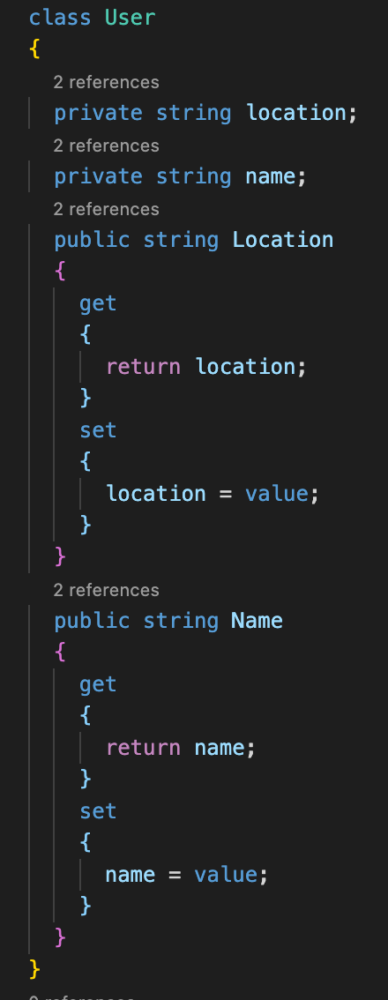 class User
{
2 references
private string location;
2 references
private string name;
2 references
public string Location
{
get
{
return location;
}
set
{
location = value;
}
}
2 references
public string Name
{
get
{
return name;
}
set
{
name = value;
}
}
}